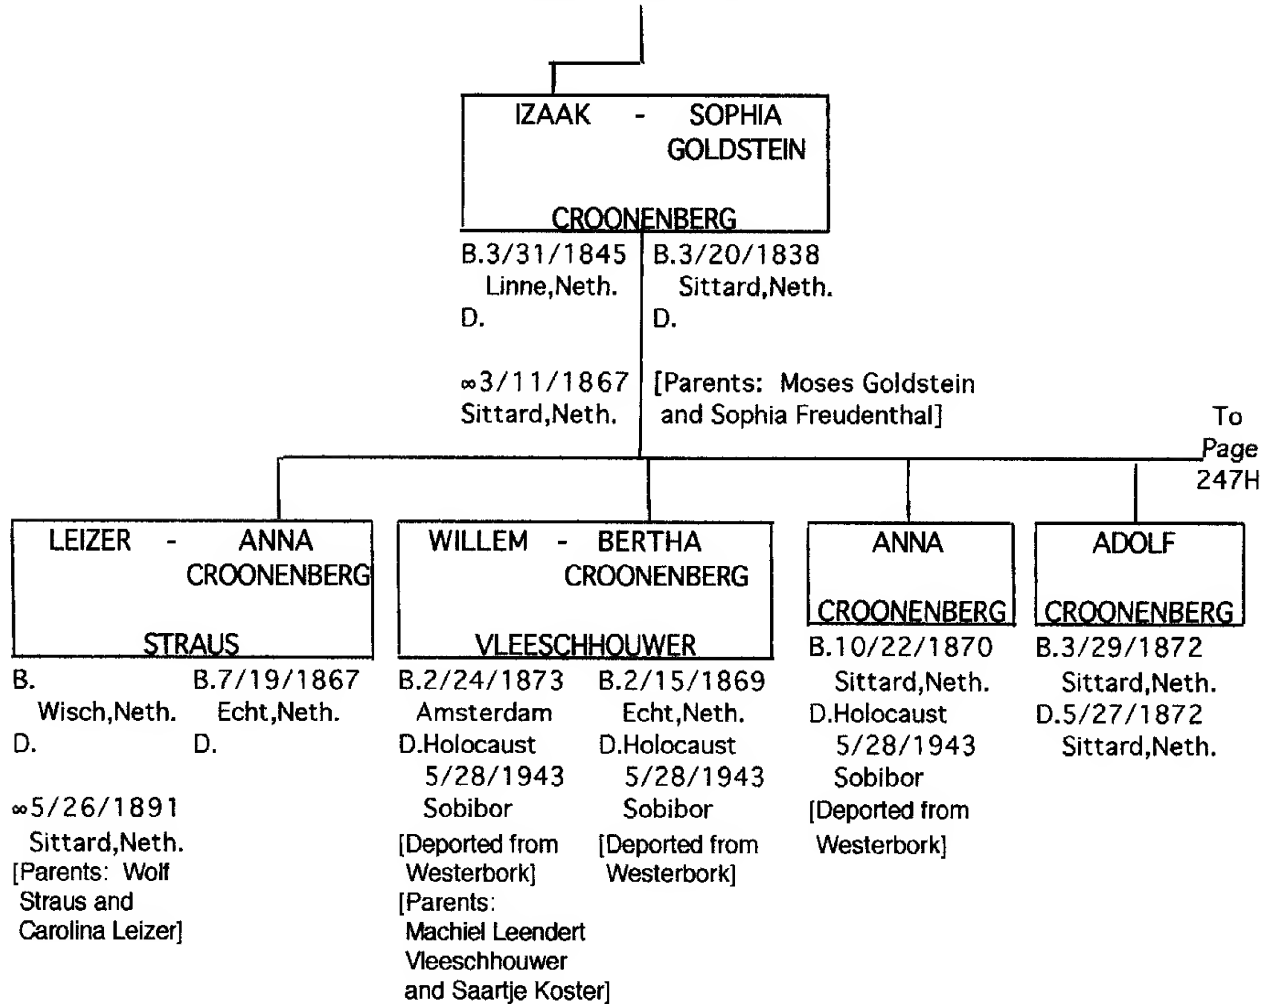 IZAAK - SOPHIA
GOLDSTEIN
CROONENBERG
B.3/31/1845
Linne,Neth.
D.
∞3/11/1867
Sittard,Neth.
B.3/20/1838
Sittard,Neth.
D.
[Parents: Moses Goldstein
and Sophia Freudenthal]
To
Page
247H
LEIZER - ANNA
CROONENBERG
STRAUS
B.
Wisch,Neth.
D.
∞5/26/1891
Sittard,Neth.
[Parents: Wolf
Straus and
Carolina Leizer]
B.7/19/1867
Echt,Neth.
D.
WILLEM - BERTHA
CROONENBERG
VLEESCHHOUWER
B.2/24/1873
Amsterdam
D.Holocaust
5/28/1943
Sobibor
[Deported from
Westerbork]
[Parents:
Machiel Leendert
Vleeschhouwer
and Saartje Koster]
B.2/15/1869
Echt,Neth.
D.Holocaust
5/28/1943
Sobibor
[Deported from
Westerbork]
ANNA
CROONENBERG
B.10/22/1870
Sittard,Neth.
D.Holocaust
5/28/1943
Sobibor
[Deported from
Westerbork]
ADOLF
CROONENBERG
B.3/29/1872
Sittard,Neth.
D.5/27/1872
Sittard,Neth.